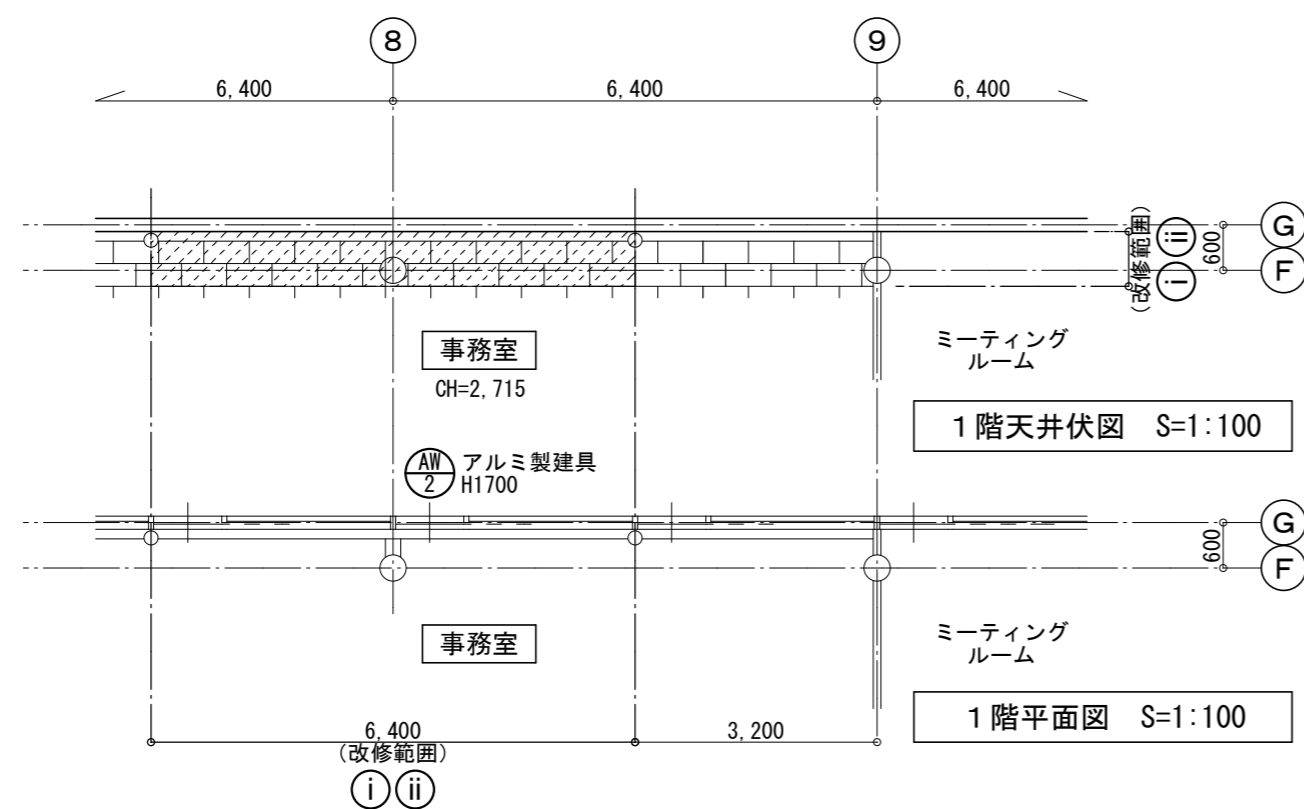 8
9
6,400
6,400
6,400
G
F
600
(改修範囲)
ⅰ ⅱ
事務室
CH=2,715
ミーティング
ルーム
1階天井伏図 S=1:100
AW
2
アルミ製建具
H1700
G
F
600
事務室
ミーティング
ルーム
1階平面図 S=1:100
6,400
(改修範囲)
ⅰ ⅱ
3,200